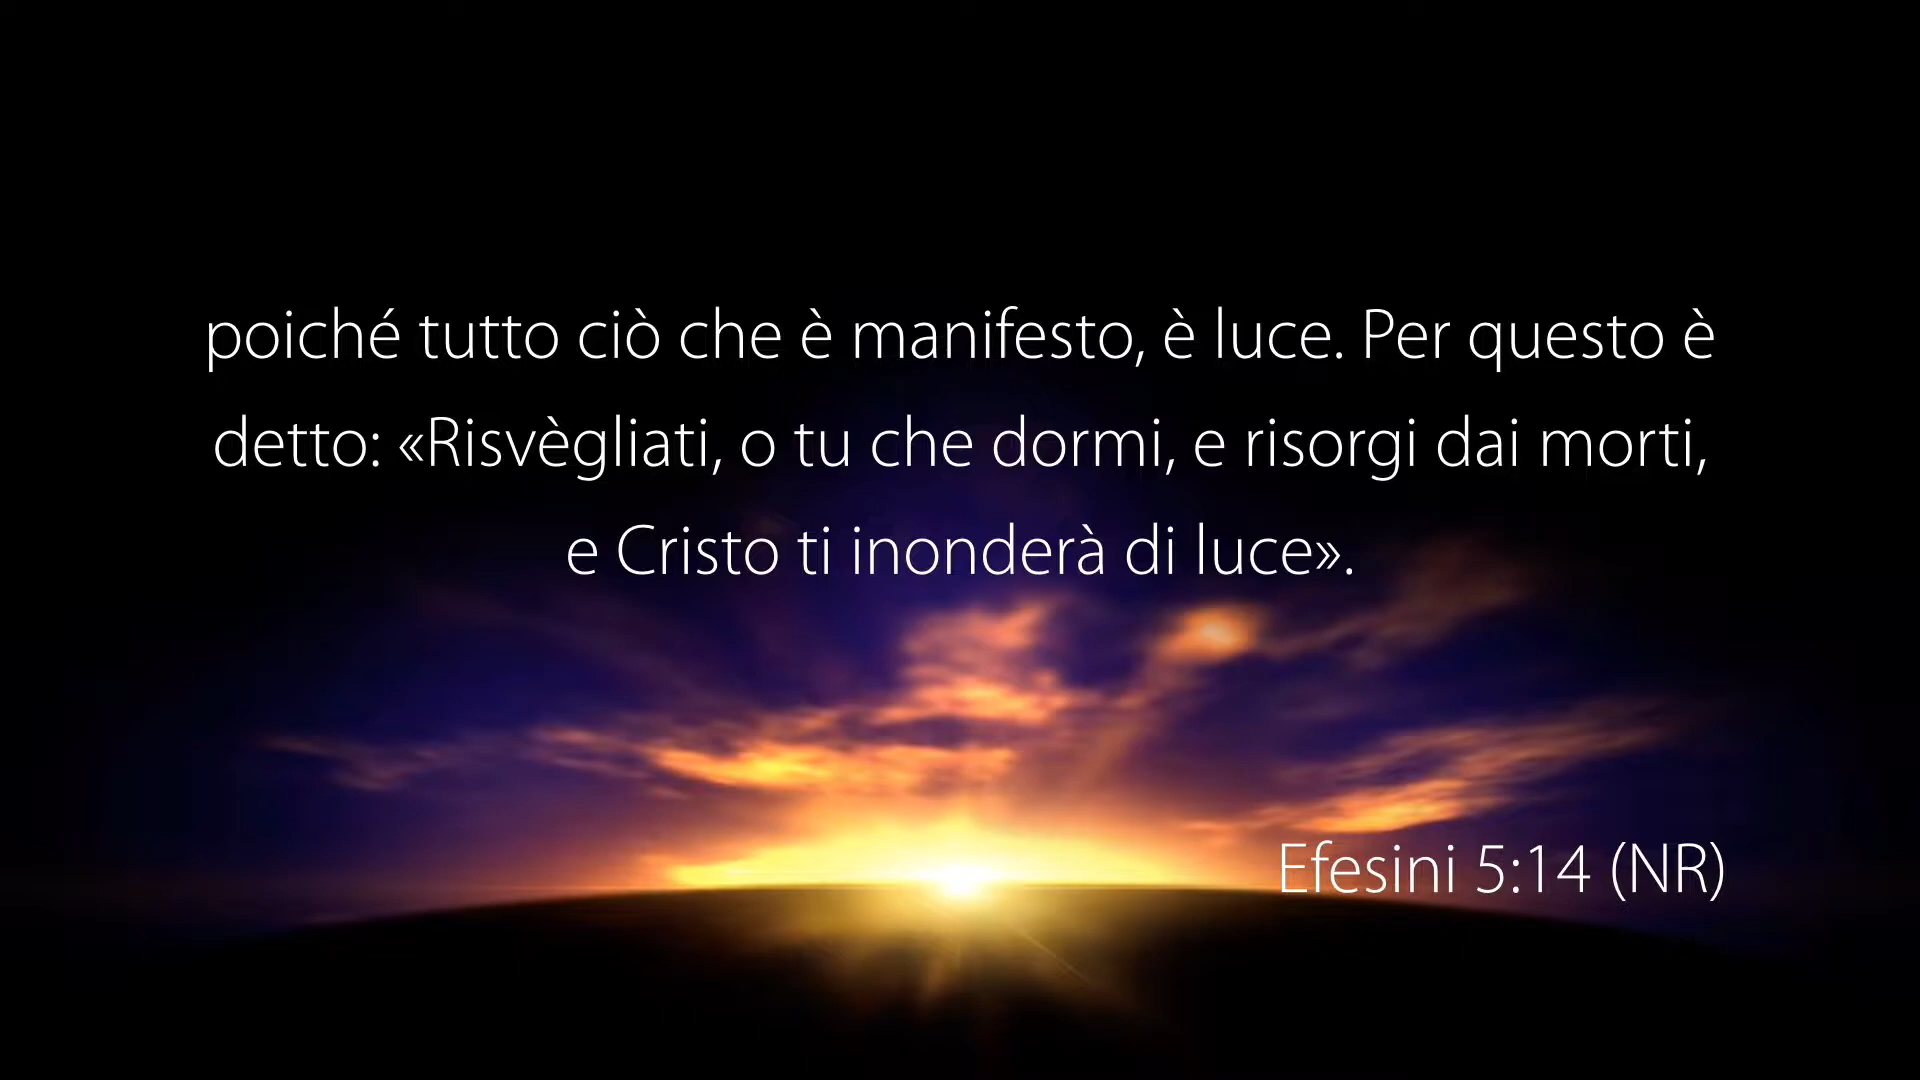 poiché tutto ciò che è manifesto, è luce. Per questo è
detto: «Risvègliati, o tu che dormi, e risorgi dai morti,
e Cristo ti inonderà di luce».
Efesini 5:14 (NR)